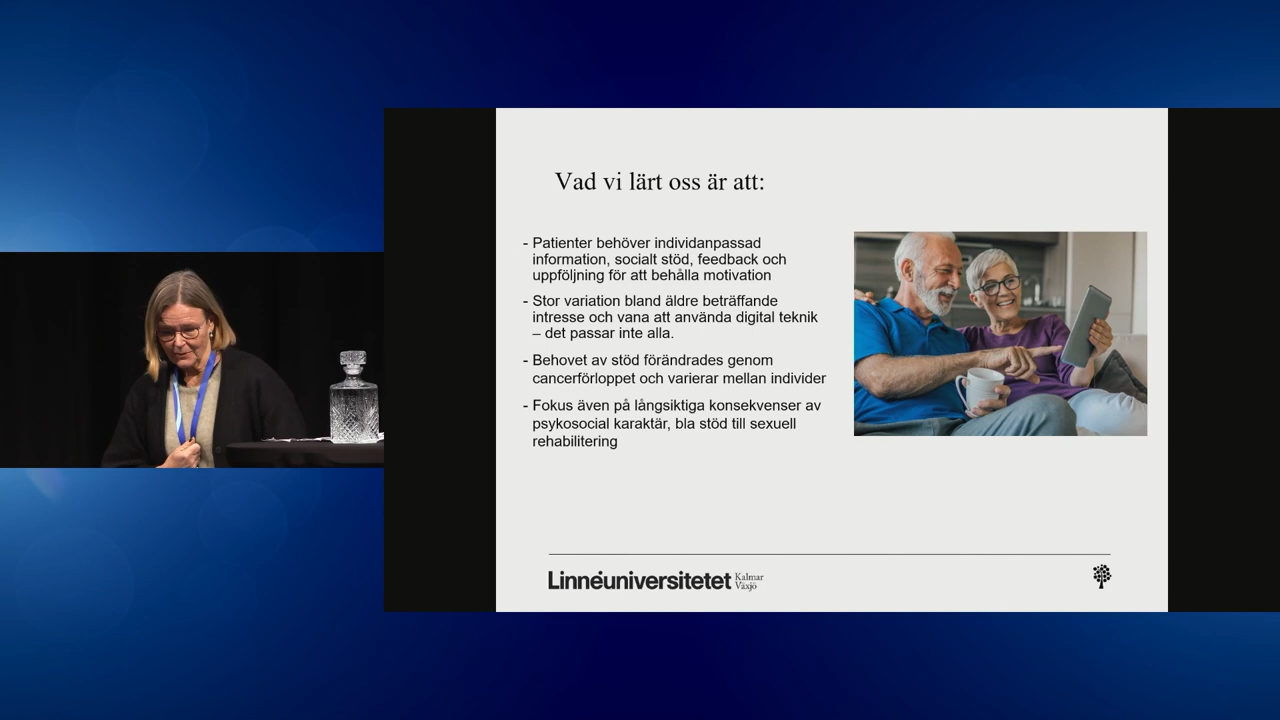 Vad vi lärt oss är att:
- Patienter behöver individanpassad
information, socialt stöd, feedback och
uppföljning för att behålla motivation
- Stor variation bland äldre beträffande
intresse och vana att använda digital teknik
– det passar inte alla.
- Behovet av stöd förändrades genom
cancerförloppet och varierar mellan individer
- Fokus även på långsiktiga konsekvenser av
psykosocial karaktär, bla stöd till sexuell
rehabilitering
Linnéuniversitetet Kalmar
Växjö